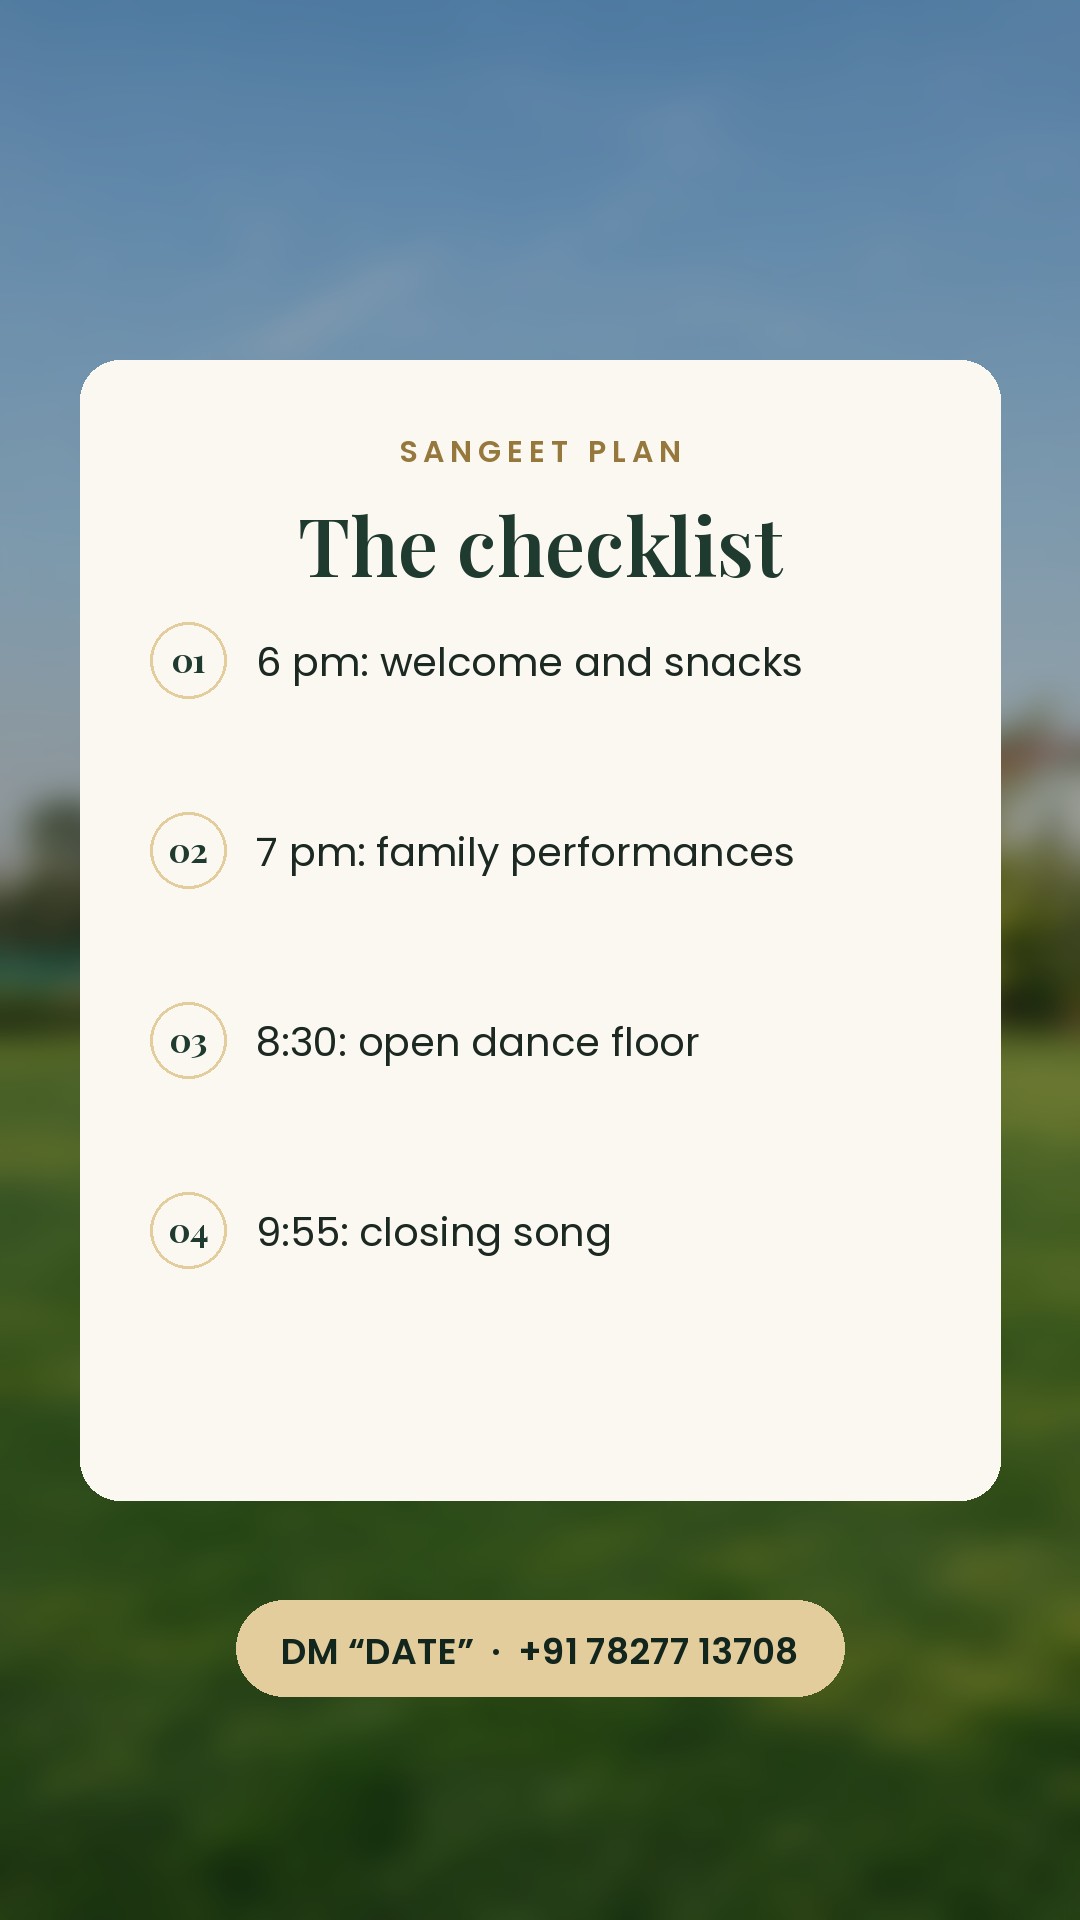 SANGEET PLAN
The checklist
01 6 pm: welcome and snacks
02 7 pm: family performances
03 8:30: open dance floor
04 9:55: closing song
DM “DATE” · +91 78277 13708